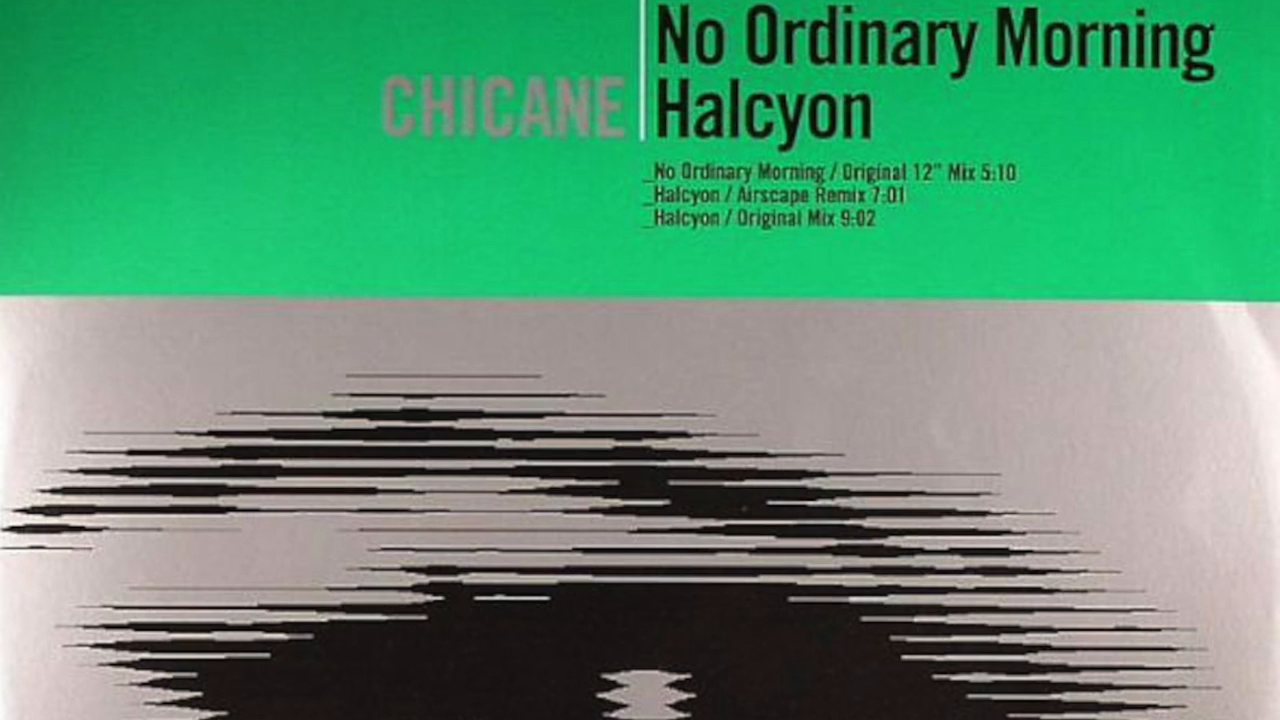 No Ordinary Morning
CHICANE
Halcyon
_No Ordinary Morning / Original 12" Mix 5:10
_Halcyon / Airscape Remix 7:01
_Halcyon / Original Mix 9:02